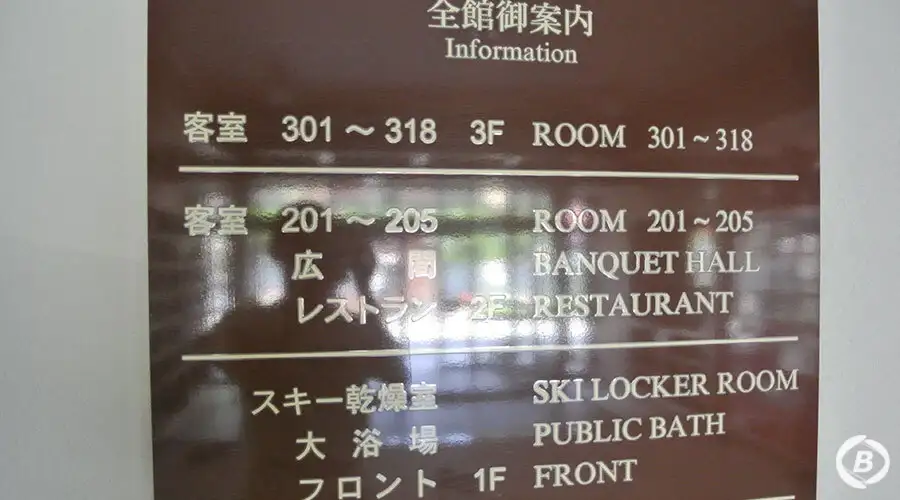 全館御案内
Information
客室 301 ~ 318 3F ROOM 301 ~ 318
客室 201 ~ 205 ROOM 201 ~ 205
広 間 BANQUET HALL
レストラン 2F RESTAURANT
スキー乾燥室 SKI LOCKER ROOM
大浴場 PUBLIC BATH
フロント 1F FRONT
B